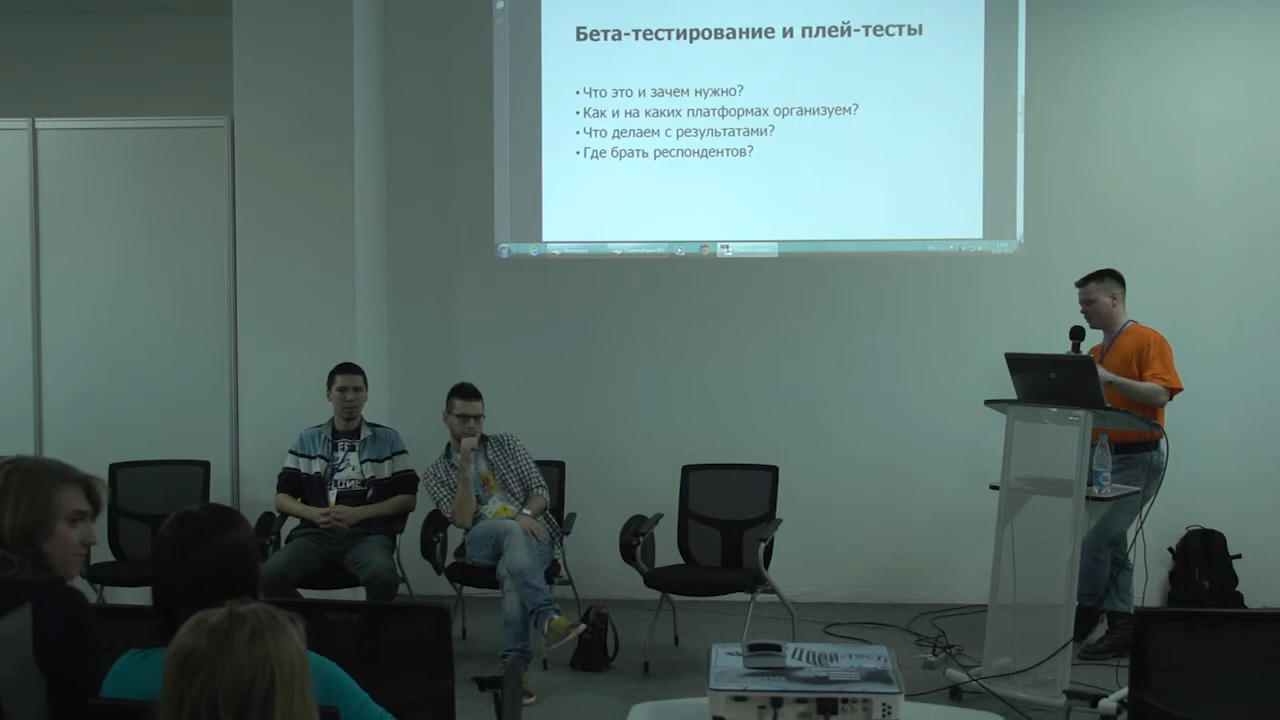 Бета-тестирование и плей-тесты
• Что это и зачем нужно?
• Как и на каких платформах организуем?
• Что делаем с результатами?
• Где брать респондентов?